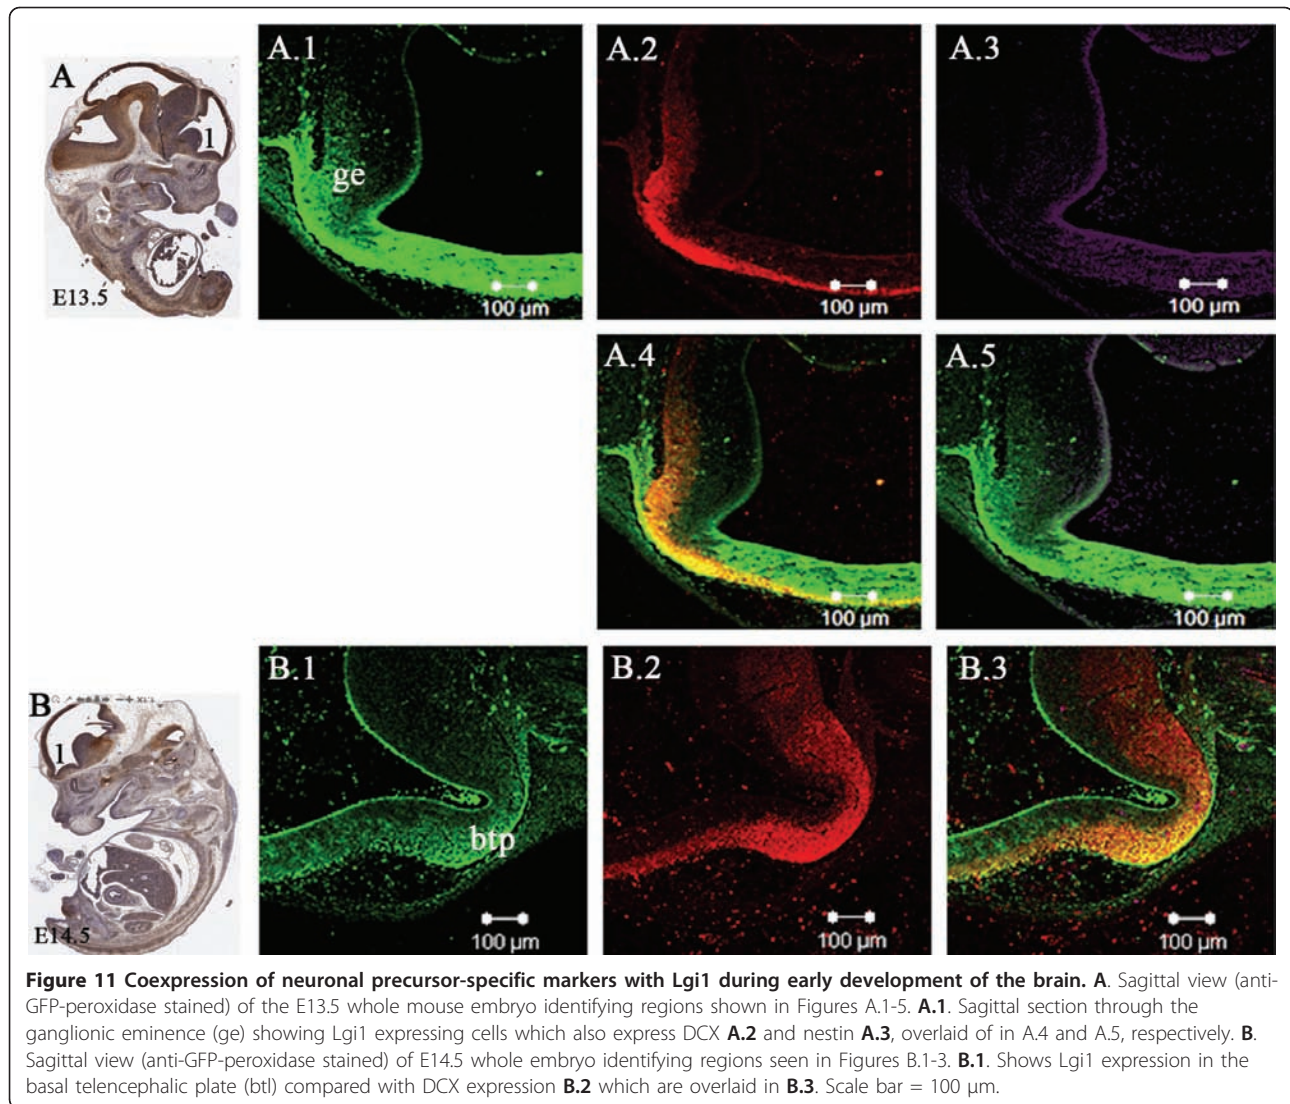 A
1
E13.5
A.1
ge
100 µm
A.2
100 µm
A.3
100 µm
A.4
100 µm
A.5
100 µm
B
1
E14.5
B.1
btp
100 µm
B.2
100 µm
B.3
100 µm
Figure 11 Coexpression of neuronal precursor-specific markers with Lgi1 during early development of the brain. A. Sagittal view (anti-
GFP-peroxidase stained) of the E13.5 whole mouse embryo identifying regions shown in Figures A.1-5. A.1. Sagittal section through the
ganglionic eminence (ge) showing Lgi1 expressing cells which also express DCX A.2 and nestin A.3, overlaid of in A.4 and A.5, respectively. B.
Sagittal view (anti-GFP-peroxidase stained) of E14.5 whole embryo identifying regions seen in Figures B.1-3. B.1. Shows Lgi1 expression in the
basal telencephalic plate (btl) compared with DCX expression B.2 which are overlaid in B.3. Scale bar = 100 µm.